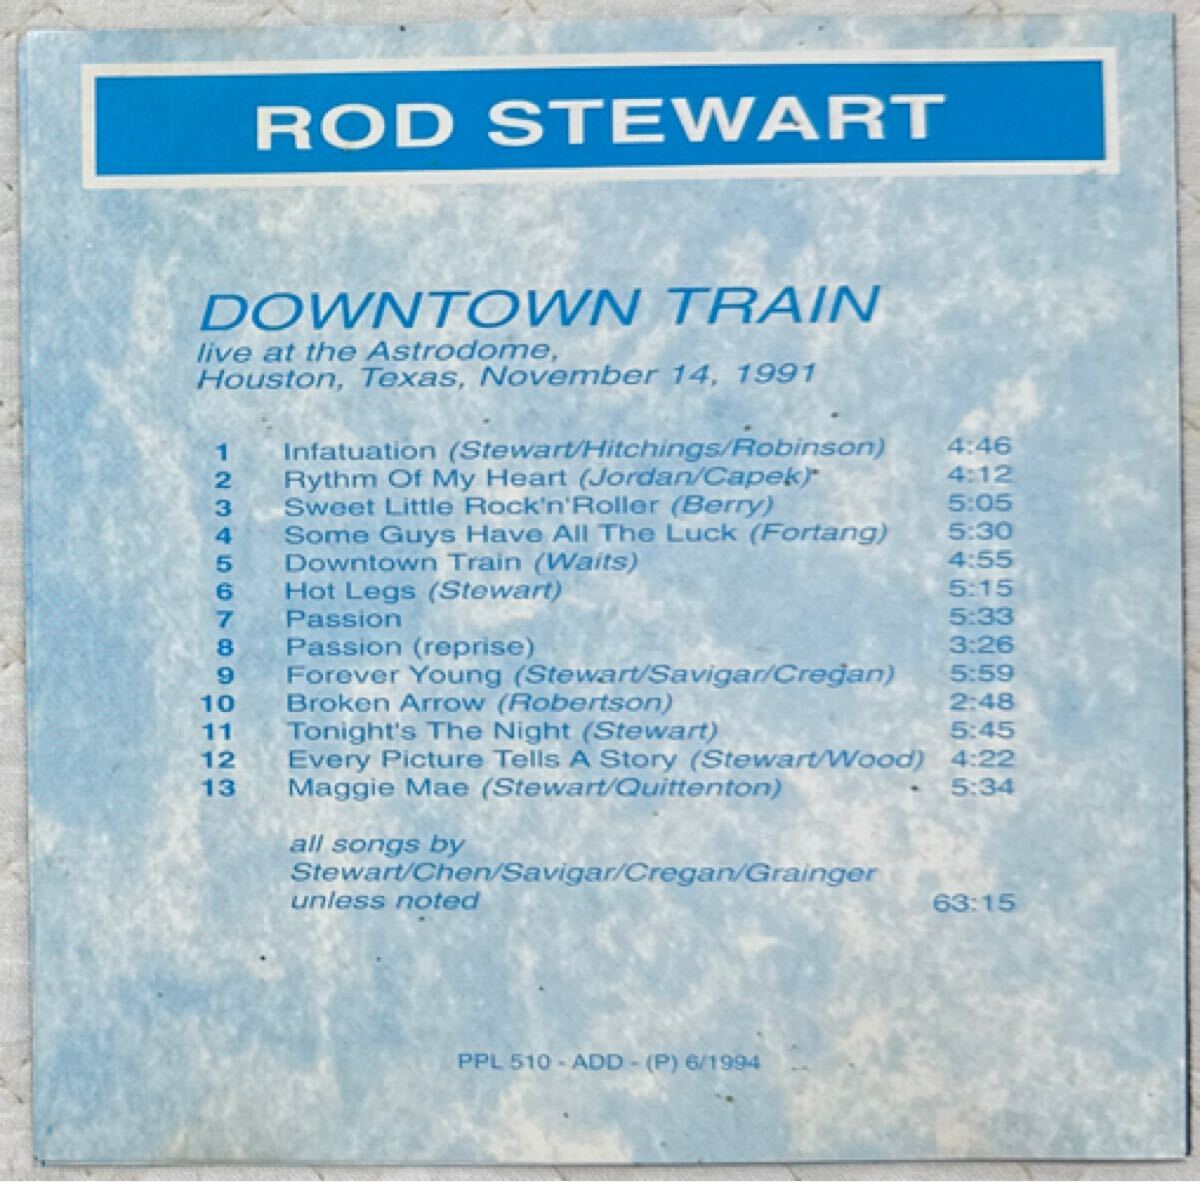 ROD STEWART
DOWNTOWN TRAIN
live at the Astrodome,
Houston, Texas, November 14, 1991
1 Infatuation (Stewart/Hitchings/Robinson) 4:46
2 Rythm Of My Heart (Jordan/Capek) 4:12
3 Sweet Little Rock'n'Roller (Berry) 5:05
4 Some Guys Have All The Luck (Fortang) 5:30
5 Downtown Train (Waits) 4:55
6 Hot Legs (Stewart) 5:15
7 Passion 5:33
8 Passion (reprise) 3:26
9 Forever Young (Stewart/Savigar/Cregan) 5:59
10 Broken Arrow (Robertson) 2:48
11 Tonight's The Night (Stewart) 5:45
12 Every Picture Tells A Story (Stewart/Wood) 4:22
13 Maggie Mae (Stewart/Quittenton) 5:34
all songs by
Stewart/Chen/Savigar/Cregan/Grainger
unless noted 63:15
PPL 510 - ADD - (P) 6/1994